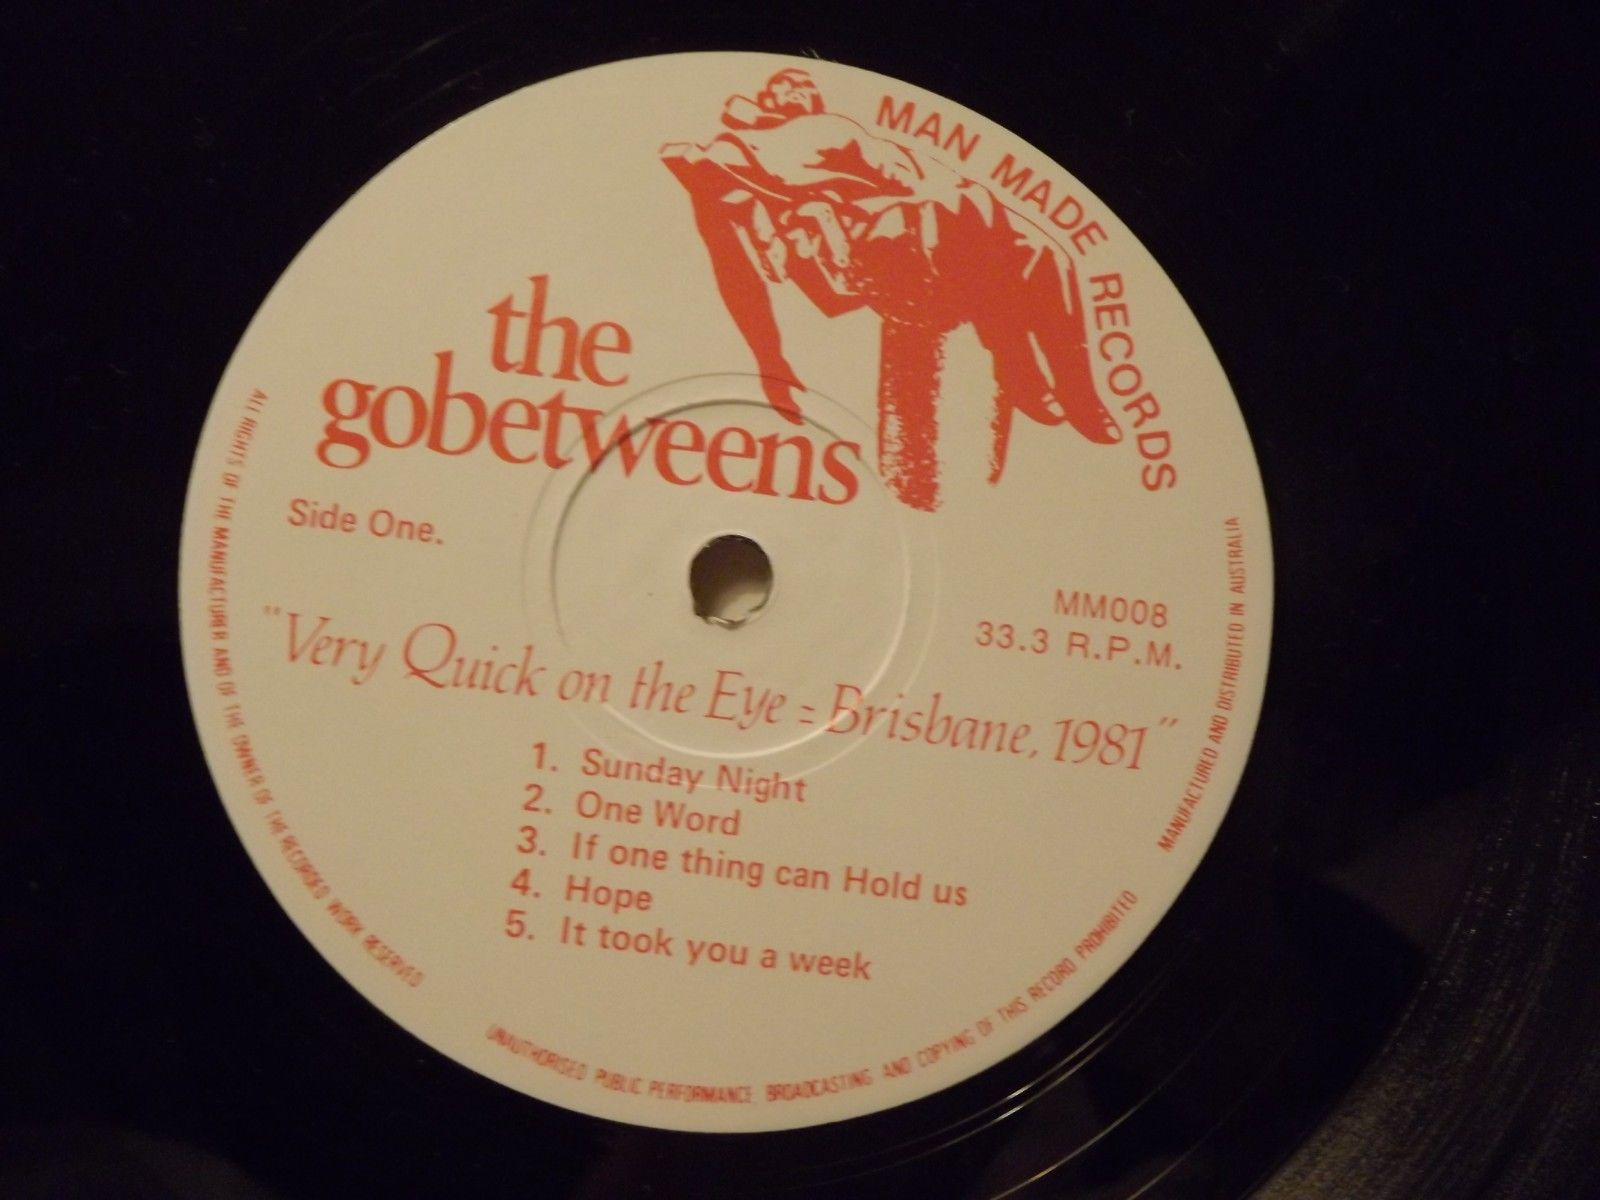 MAN MADE RECORDS
the
gobetweens
Side One.
MM008
33.3 R.P.M.
"Very Quick on the Eye = Brisbane, 1981"
1. Sunday Night
2. One Word
3. If one thing can Hold us
4. Hope
5. It took you a week
ALL RIGHTS OF THE MANUFACTURER AND OF THE OWNER OF THE RECORDED WORK RESERVED
UNAUTHORISED PUBLIC PERFORMANCE, BROADCASTING AND COPYING OF THIS RECORD PROHIBITED
MANUFACTURED AND DISTRIBUTED IN AUSTRALIA